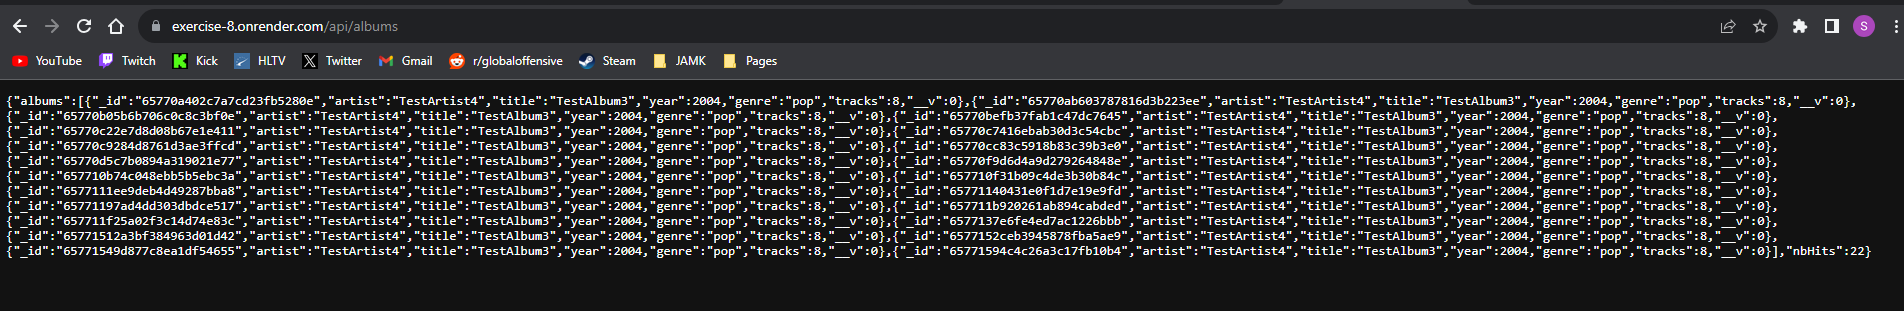 exercise-8.onrender.com/api/albums
S
YouTube Twitch Kick HLTV Twitter Gmail r/globaloffensive Steam JAMK Pages
{"albums":[{"_id":"65770a402c7a7cd23fb5280e","artist":"TestArtist4","title":"TestAlbum3","year":2004,"genre":"pop","tracks":8,"__v":0},{"_id":"65770ab603787816d3b223ee","artist":"TestArtist4","title":"TestAlbum3","year":2004,"genre":"pop","tracks":8,"__v":0},
{"_id":"65770b05b6b706c0c8c3bf0e","artist":"TestArtist4","title":"TestAlbum3","year":2004,"genre":"pop","tracks":8,"__v":0},{"_id":"65770befb37fab1c47dc7645","artist":"TestArtist4","title":"TestAlbum3","year":2004,"genre":"pop","tracks":8,"__v":0},
{"_id":"65770c22e7d8d08b67e1e411","artist":"TestArtist4","title":"TestAlbum3","year":2004,"genre":"pop","tracks":8,"__v":0},{"_id":"65770c7416ebab30d3c54cbc","artist":"TestArtist4","title":"TestAlbum3","year":2004,"genre":"pop","tracks":8,"__v":0},
{"_id":"65770c9284d8761d3ae3ffcd","artist":"TestArtist4","title":"TestAlbum3","year":2004,"genre":"pop","tracks":8,"__v":0},{"_id":"65770cc83c5918b83c39b3e0","artist":"TestArtist4","title":"TestAlbum3","year":2004,"genre":"pop","tracks":8,"__v":0},
{"_id":"65770d5c7b0894a319021e77","artist":"TestArtist4","title":"TestAlbum3","year":2004,"genre":"pop","tracks":8,"__v":0},{"_id":"65770f9d6d4a9d279264848e","artist":"TestArtist4","title":"TestAlbum3","year":2004,"genre":"pop","tracks":8,"__v":0},
{"_id":"657710b74c048ebb5b5ebc3a","artist":"TestArtist4","title":"TestAlbum3","year":2004,"genre":"pop","tracks":8,"__v":0},{"_id":"657710f31b09c4de3b30b84c","artist":"TestArtist4","title":"TestAlbum3","year":2004,"genre":"pop","tracks":8,"__v":0},
{"_id":"6577111ee9deb4d49287bba8","artist":"TestArtist4","title":"TestAlbum3","year":2004,"genre":"pop","tracks":8,"__v":0},{"_id":"65771140431e0f1d7e19e9fd","artist":"TestArtist4","title":"TestAlbum3","year":2004,"genre":"pop","tracks":8,"__v":0},
{"_id":"65771197ad4dd303dbdce517","artist":"TestArtist4","title":"TestAlbum3","year":2004,"genre":"pop","tracks":8,"__v":0},{"_id":"657711b920261ab894cabded","artist":"TestArtist4","title":"TestAlbum3","year":2004,"genre":"pop","tracks":8,"__v":0},
{"_id":"657711f25a02f3c14d74e83c","artist":"TestArtist4","title":"TestAlbum3","year":2004,"genre":"pop","tracks":8,"__v":0},{"_id":"6577137e6fe4ed7ac1226bbb","artist":"TestArtist4","title":"TestAlbum3","year":2004,"genre":"pop","tracks":8,"__v":0},
{"_id":"65771512a3bf384963d01d42","artist":"TestArtist4","title":"TestAlbum3","year":2004,"genre":"pop","tracks":8,"__v":0},{"_id":"6577152ceb3945878fba5ae9","artist":"TestArtist4","title":"TestAlbum3","year":2004,"genre":"pop","tracks":8,"__v":0},
{"_id":"65771549d877c8ea1df54655","artist":"TestArtist4","title":"TestAlbum3","year":2004,"genre":"pop","tracks":8,"__v":0},{"_id":"65771594c4c26a3c17fb10b4","artist":"TestArtist4","title":"TestAlbum3","year":2004,"genre":"pop","tracks":8,"__v":0}],"nbHits":22}